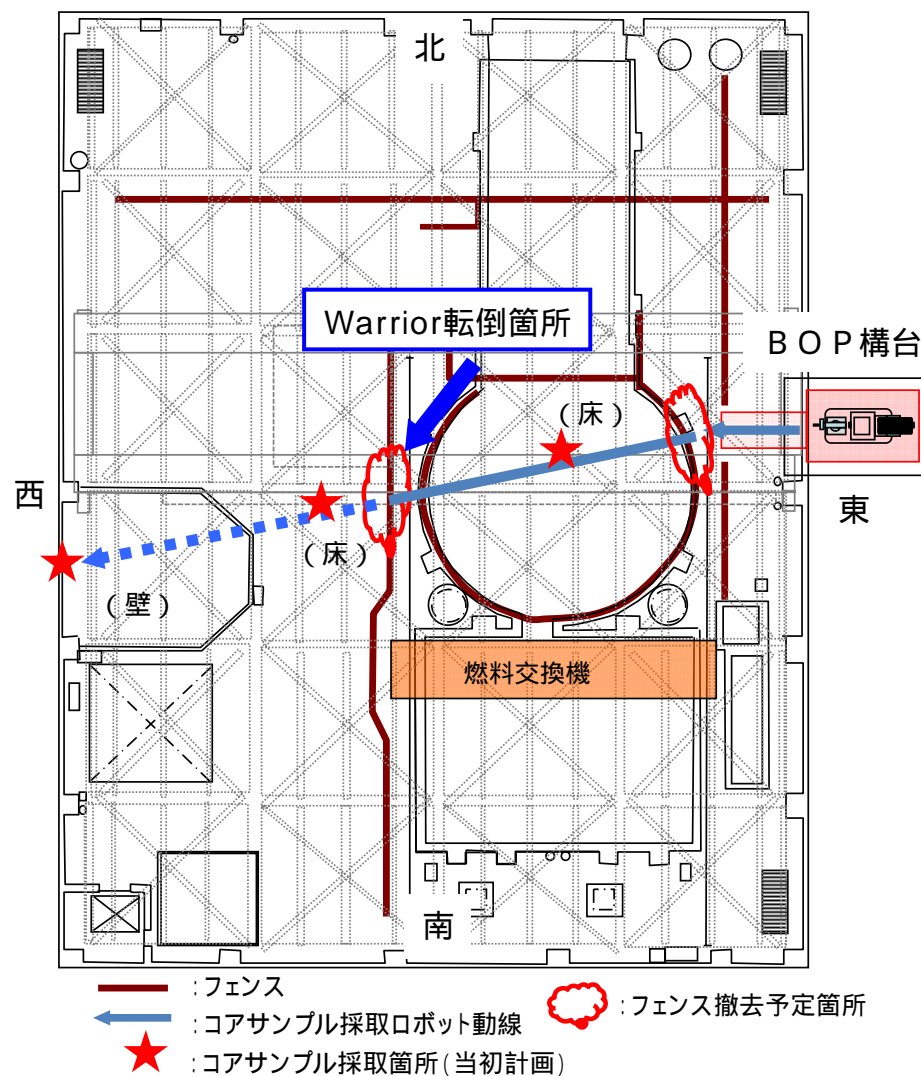 北
Warrior転倒箇所
BOP構台
(床)
西
東
(床)
(壁)
燃料交換機
南
:フェンス
:フェンス撤去予定箇所
:コアサンプル採取ロボット動線
:コアサンプル採取箇所(当初計画)